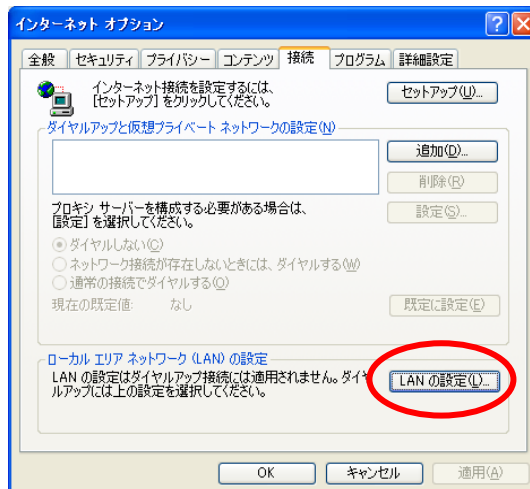 インターネット オプション
全般 セキュリティ プライバシー コンテンツ 接続 プログラム 詳細設定
インターネット接続を設定するには、
[セットアップ] をクリックしてください。
セットアップ(U)...
ダイヤルアップと仮想プライベート ネットワークの設定(N)
追加(D)...
削除(R)
プロキシ サーバーを構成する必要がある場合は、
[設定] を選択してください。
設定(S)...
ダイヤルしない(C)
ネットワーク接続が存在しないときには、ダイヤルする(W)
通常の接続でダイヤルする(O)
現在の既定値: なし
既定に設定(E)
ローカル エリア ネットワーク (LAN) の設定
LAN の設定はダイヤルアップ接続には適用されません。ダイヤ
ルアップには上の設定を選択してください。
LAN の設定(L)...
OK キャンセル 適用(A)